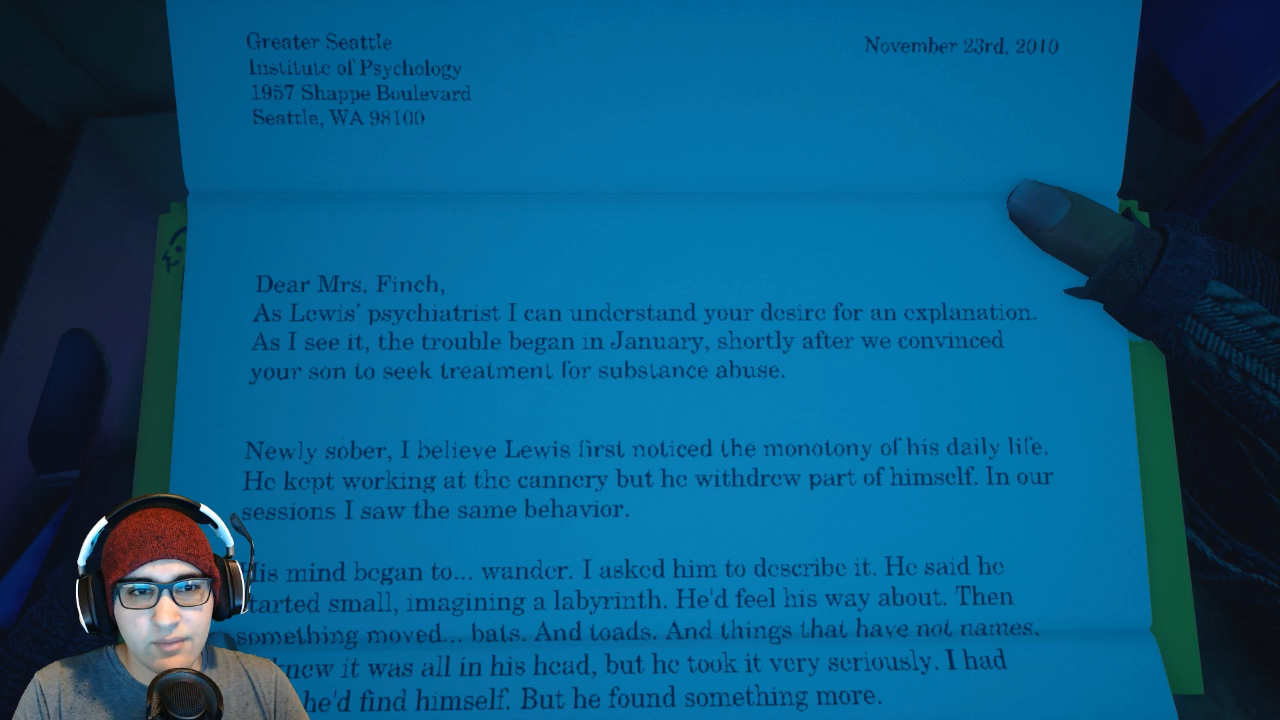 Greater Seattle
November 23rd, 2010
Institute of Psychology
1957 Shappe Boulevard
Seattle, WA 98100
Dear Mrs. Finch,
As Lewis' psychiatrist I can understand your desire for an explanation.
As I see it, the trouble began in January, shortly after we convinced
your son to seek treatment for substance abuse.
Newly sober, I believe Lewis first noticed the monotony of his daily life.
He kept working at the cannery but he withdrew part of himself. In our
sessions I saw the same behavior.
His mind began to... wander. I asked him to describe it. He said he
started small, imagining a labyrinth. He'd feel his way about. Then
something moved... bats. And toads. And things that have not names.
knew it was all in his head, but he took it very seriously. I had
he'd find himself. But he found something more.